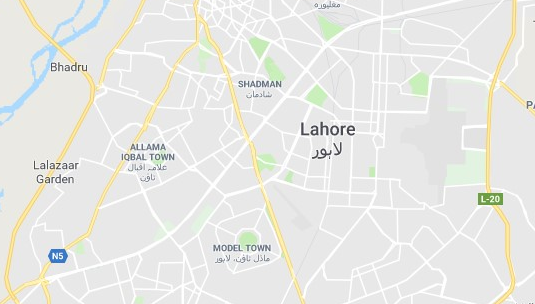 مغلپورہ
Bhadru
SHADMAN
شادمان
Lahore
لاہور
ALLAMA
IQBAL TOWN
علامہ اقبال
ٹاؤن
Lalazaar
Garden
L-20
MODEL TOWN
ماڈل ٹاؤن، لاہور
N5